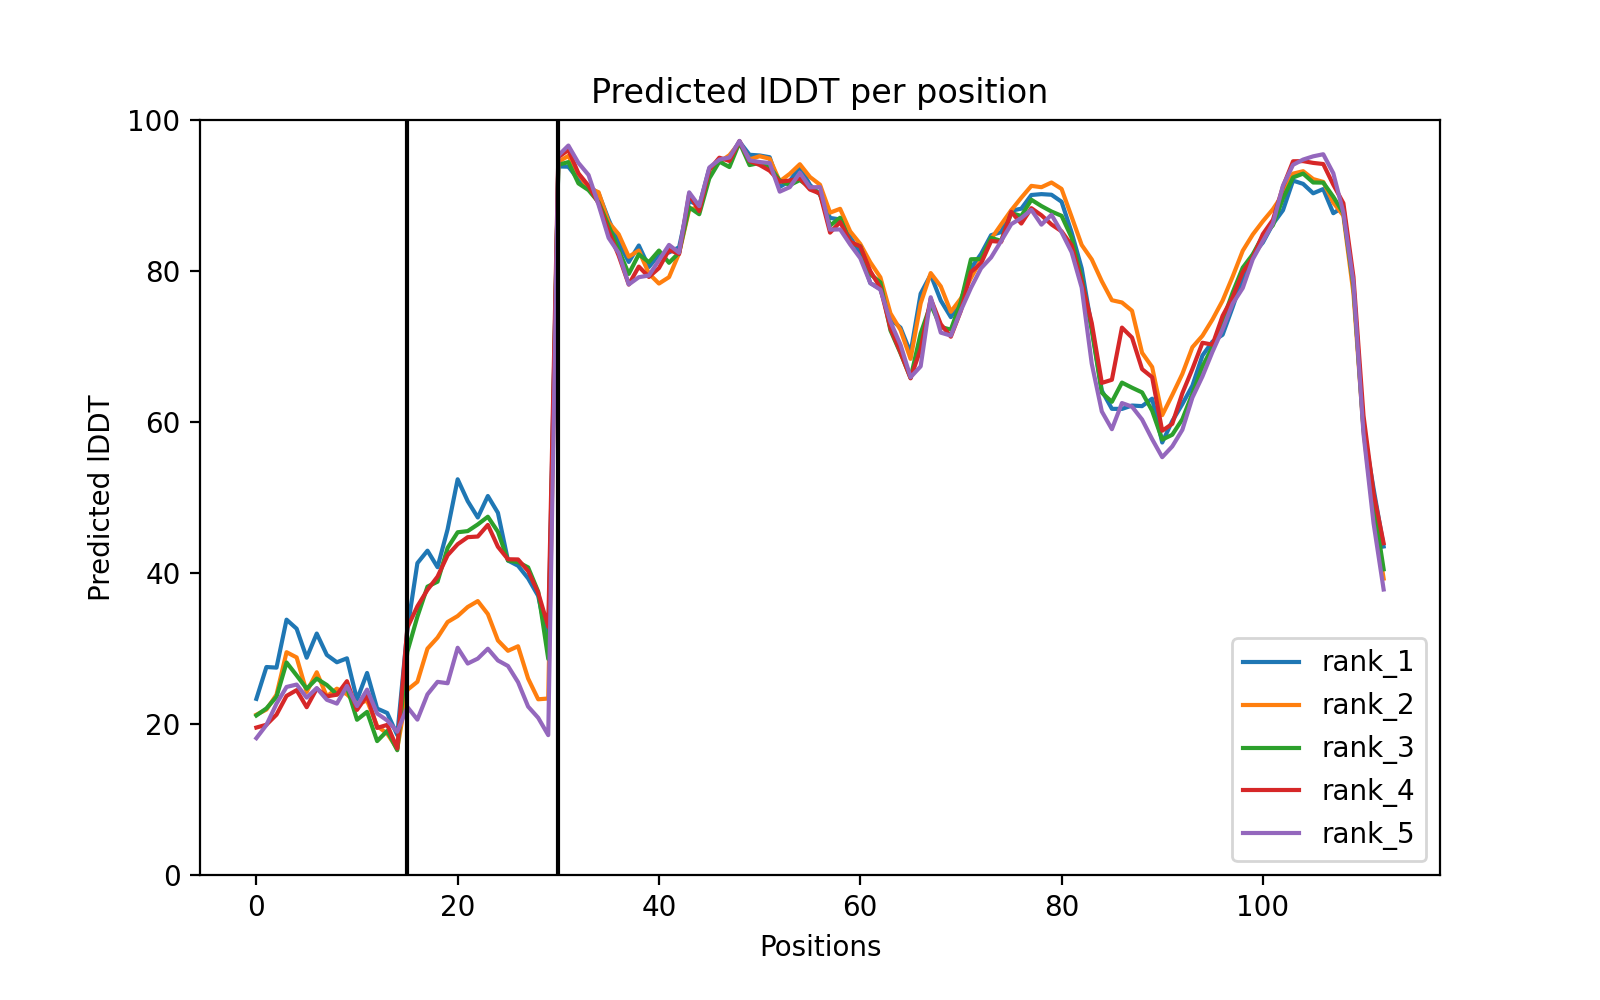 Predicted lDDT per position
100
80
60
40
20
0
Predicted lDDT
0 20 40 60 80 100
Positions
rank_1
rank_2
rank_3
rank_4
rank_5